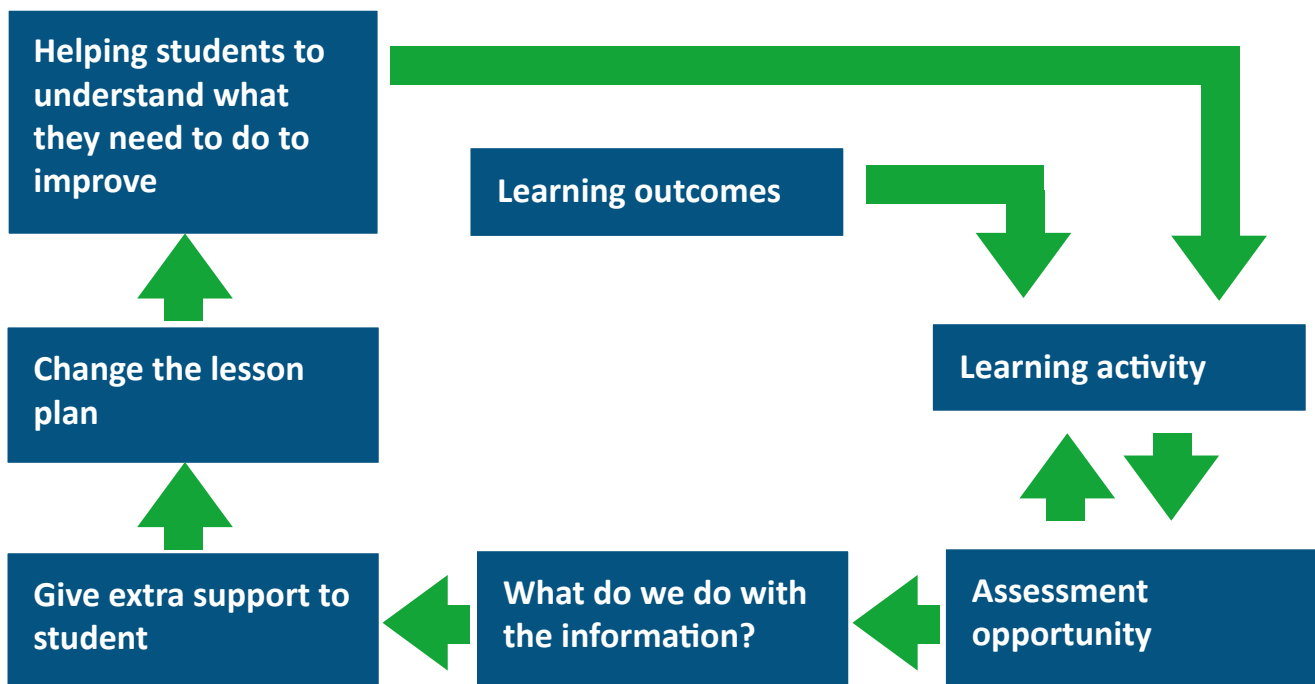 Helping students to
understand what
they need to do to
improve
Learning outcomes
Change the lesson
plan
Learning activity
Give extra support to
student
What do we do with
the information?
Assessment
opportunity